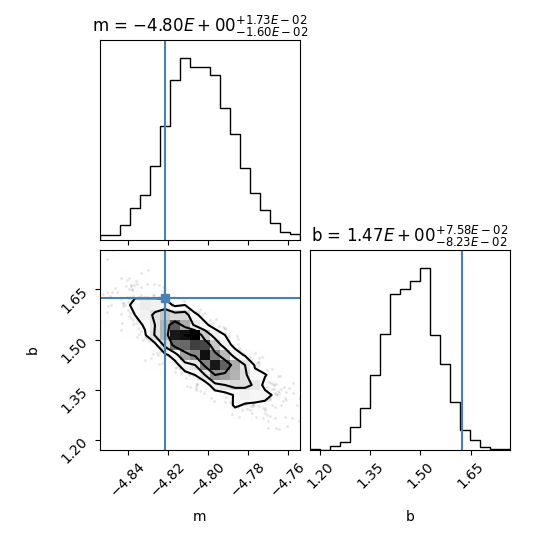 m = −4.80E + 00^{+1.73E−02}_{−1.60E−02}
b = 1.47E + 00^{+7.58E−02}_{−8.23E−02}
1.65
1.50
1.35
1.20
b
−4.84 −4.82 −4.80 −4.78 −4.76
m
1.20 1.35 1.50 1.65
b